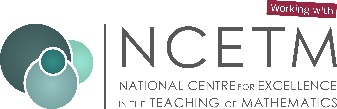 Working with
NCETM
NATIONAL CENTRE FOR EXCELLENCE
IN THE TEACHING OF MATHEMATICS